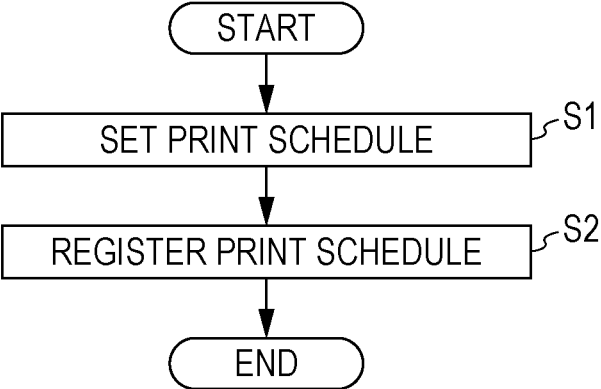 START
SET PRINT SCHEDULE
S1
REGISTER PRINT SCHEDULE
S2
END